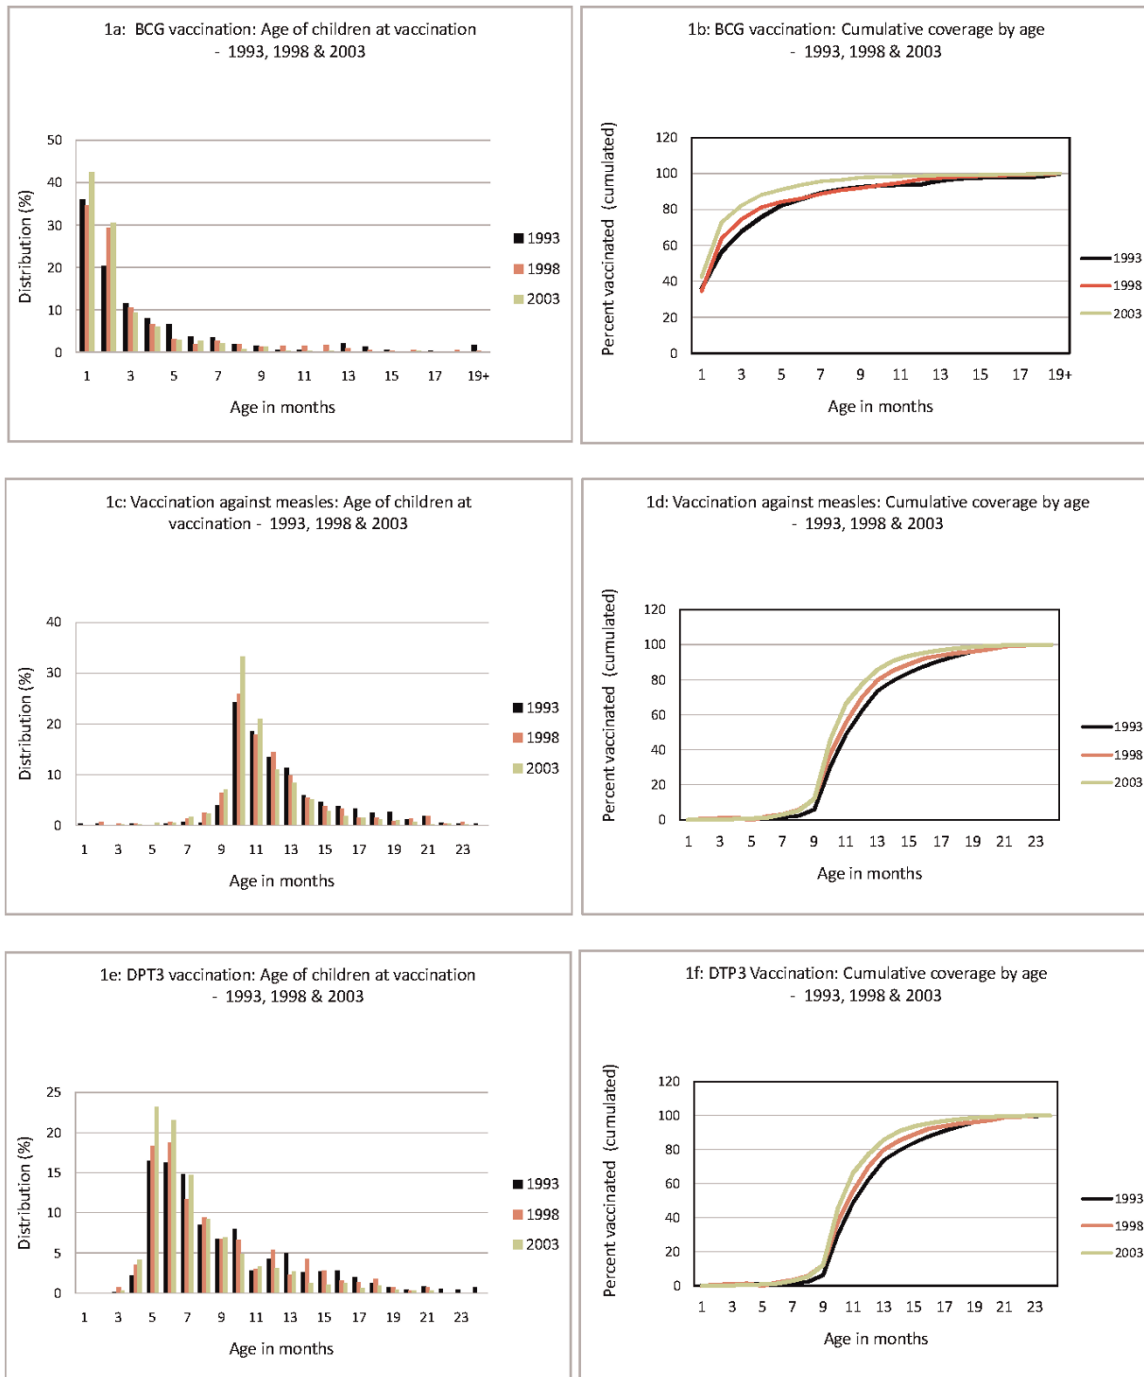 1a: BCG vaccination: Age of children at vaccination
- 1993, 1998 & 2003
50
40
30
20
10
0
Distribution (%)
1 3 5 7 9 11 13 15 17 19+
Age in months
1993
1998
2003
1b: BCG vaccination: Cumulative coverage by age
- 1993, 1998 & 2003
120
100
80
60
40
20
0
Percent vaccinated (cumulated)
1 3 5 7 9 11 13 15 17 19+
Age in months
1993
1998
2003
1c: Vaccination against measles: Age of children at
vaccination - 1993, 1998 & 2003
40
30
20
10
0
Distribution (%)
1 3 5 7 9 11 13 15 17 19 21 23
Age in months
1993
1998
2003
1d: Vaccination against measles: Cumulative coverage by age
- 1993, 1998 & 2003
120
100
80
60
40
20
0
Percent vaccinated (cumulated)
1 3 5 7 9 11 13 15 17 19 21 23
Age in months
1993
1998
2003
1e: DPT3 vaccination: Age of children at vaccination
- 1993, 1998 & 2003
25
20
15
10
5
0
Distribution (%)
1 3 5 7 9 11 13 15 17 19 21 23
Age in months
1993
1998
2003
1f: DTP3 Vaccination: Cumulative coverage by age
- 1993, 1998 & 2003
120
100
80
60
40
20
0
Percent vaccinated (cumulated)
1 3 5 7 9 11 13 15 17 19 21 23
Age in months
1993
1998
2003